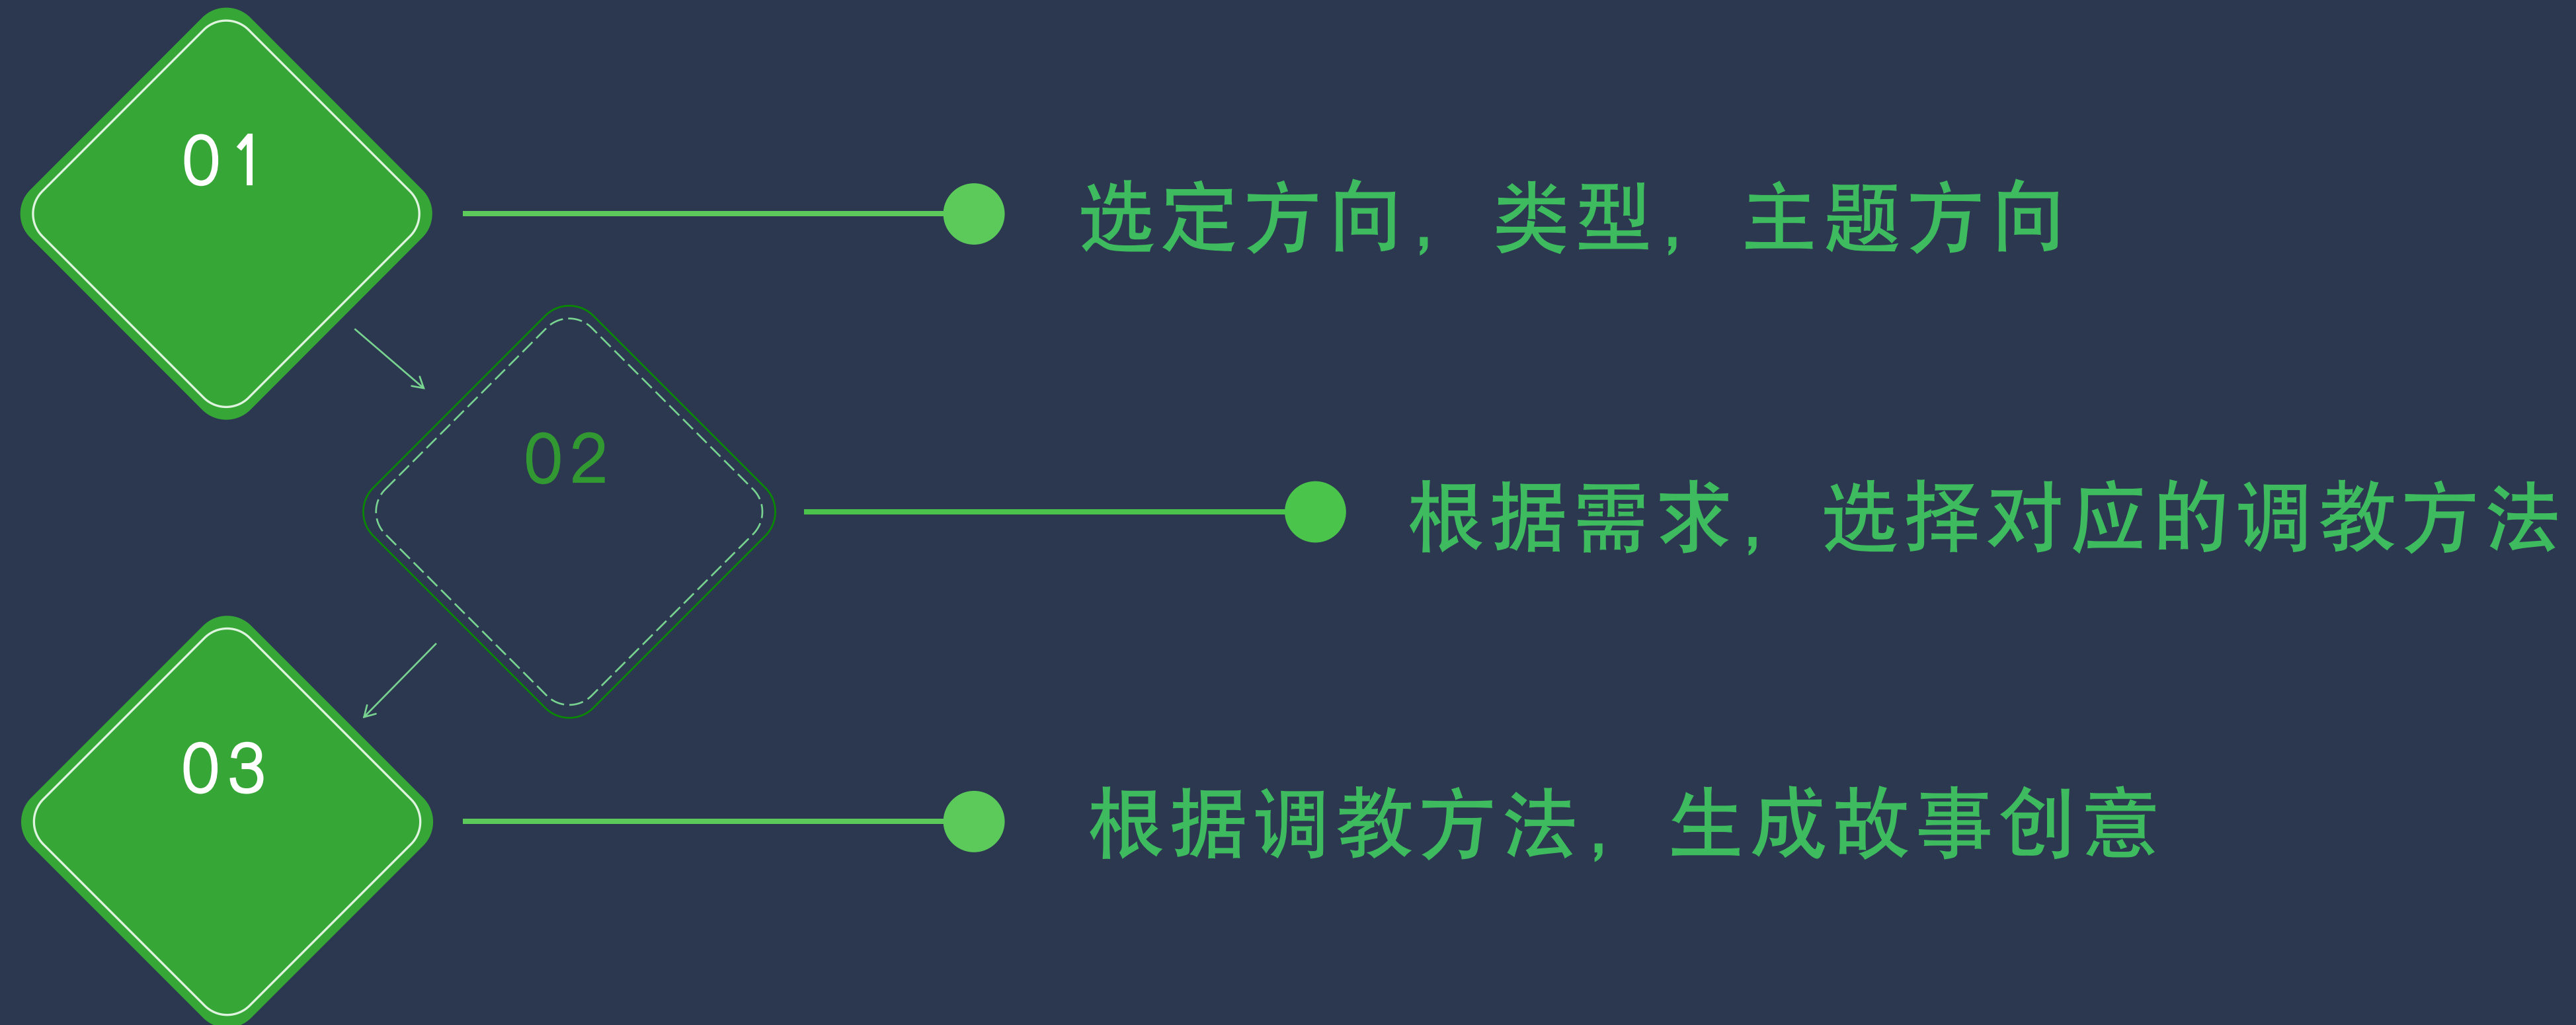 01
选定方向，类型，主题方向
02
根据需求，选择对应的调教方法
03
根据调教方法，生成故事创意